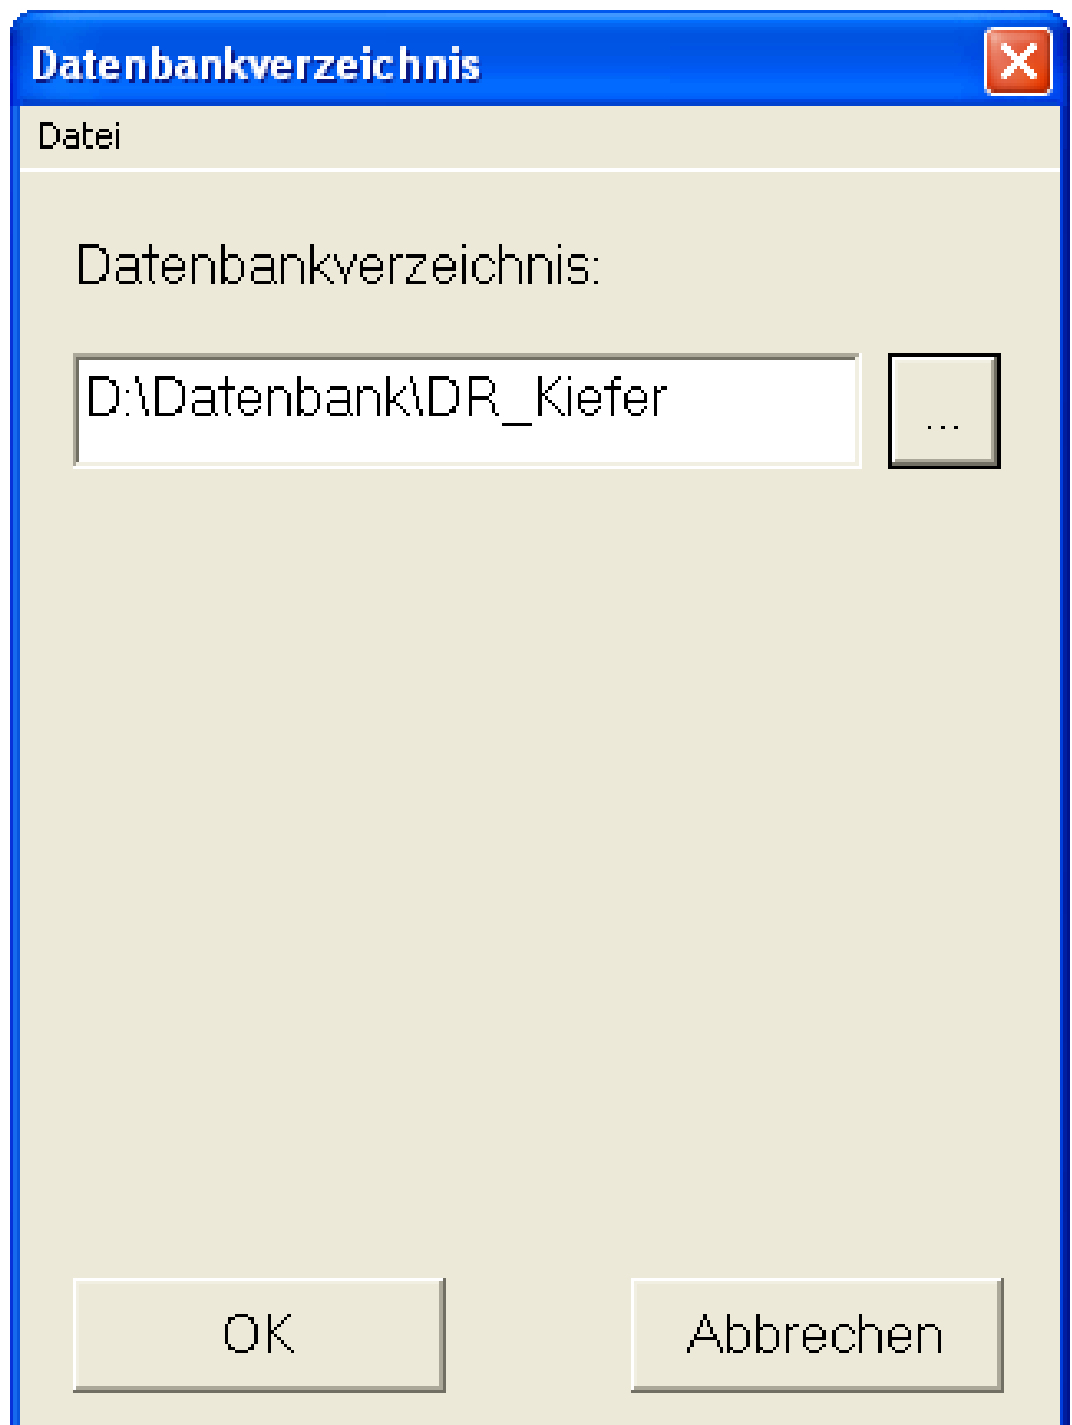 Datenbankverzeichnis
Datei
Datenbankverzeichnis:
D:\Datenbank\DR_Kiefer
...
OK
Abbrechen